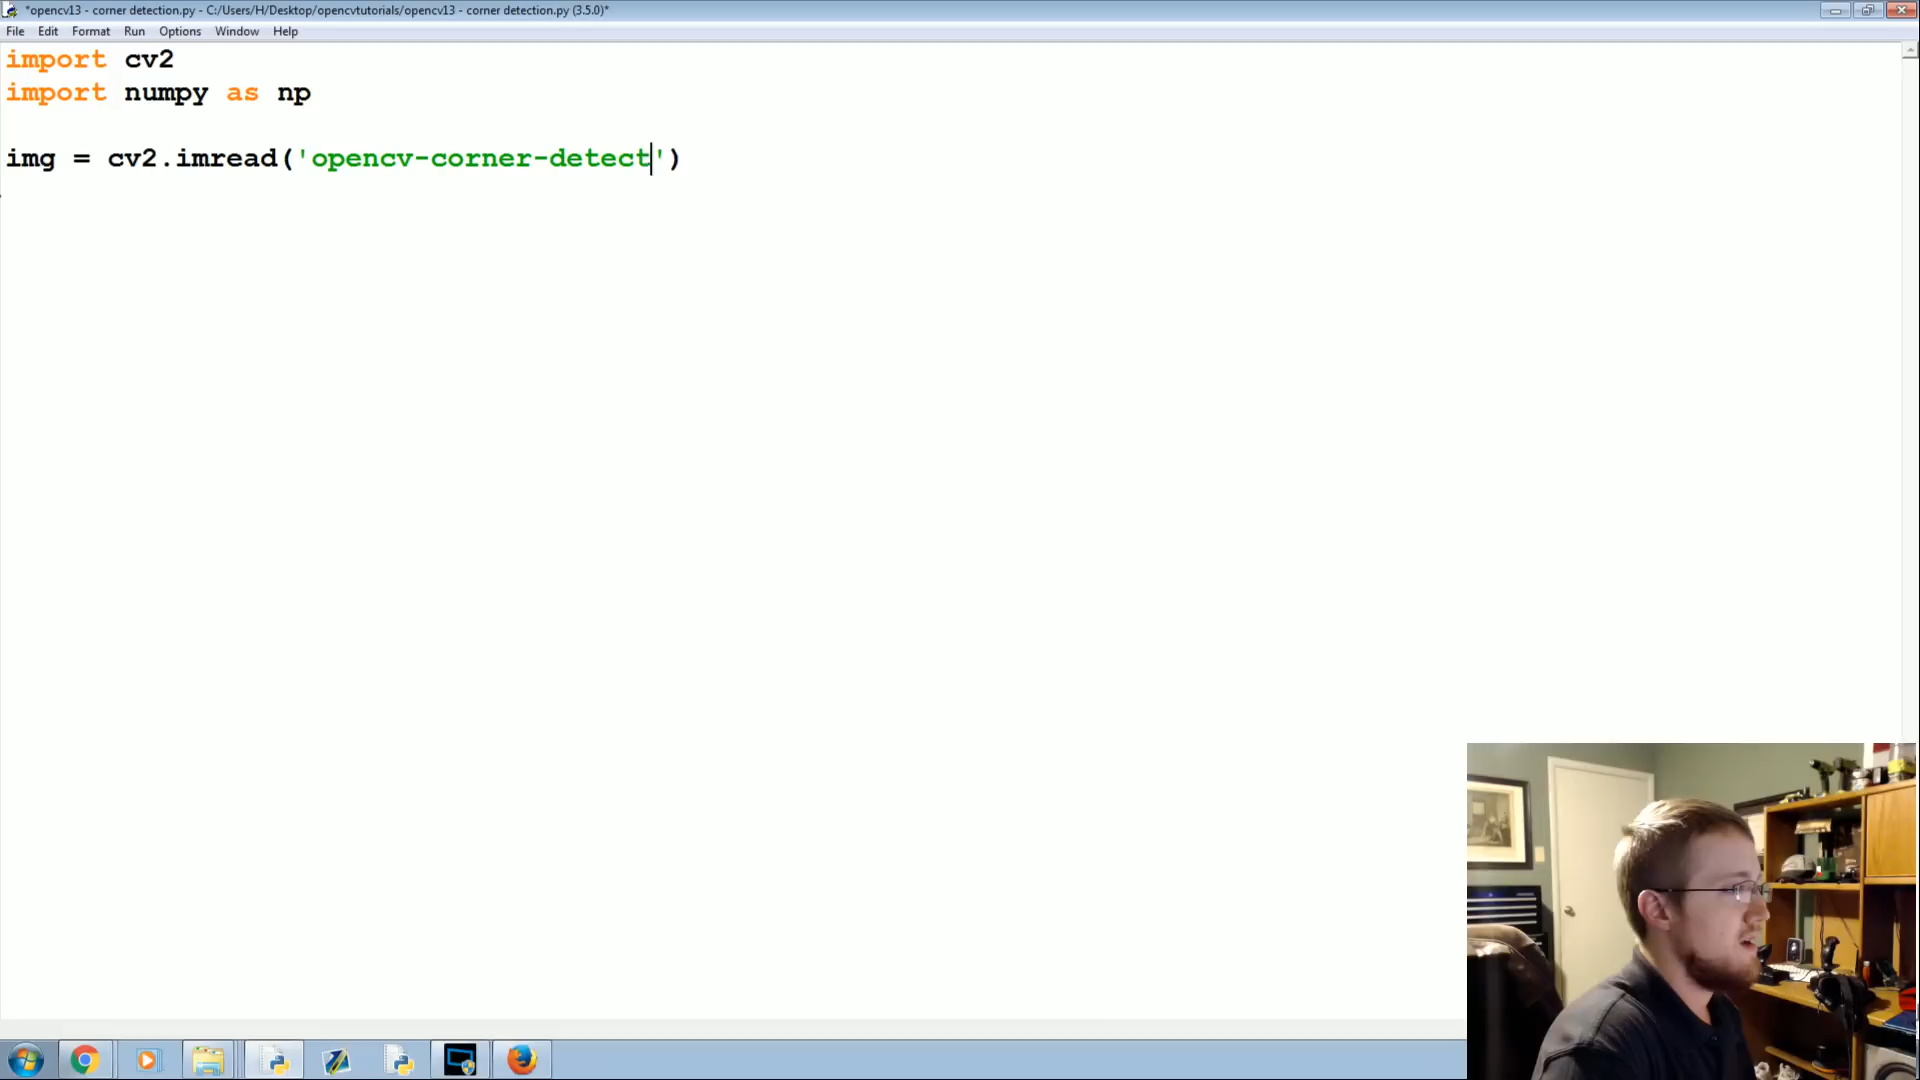 *opencv13 - corner detection.py - C:/Users/H/Desktop/opencvtutorials/opencv13 - corner detection.py (3.5.0)*
File Edit Format Run Options Window Help
import cv2
import numpy as np
img = cv2.imread('opencv-corner-detect')